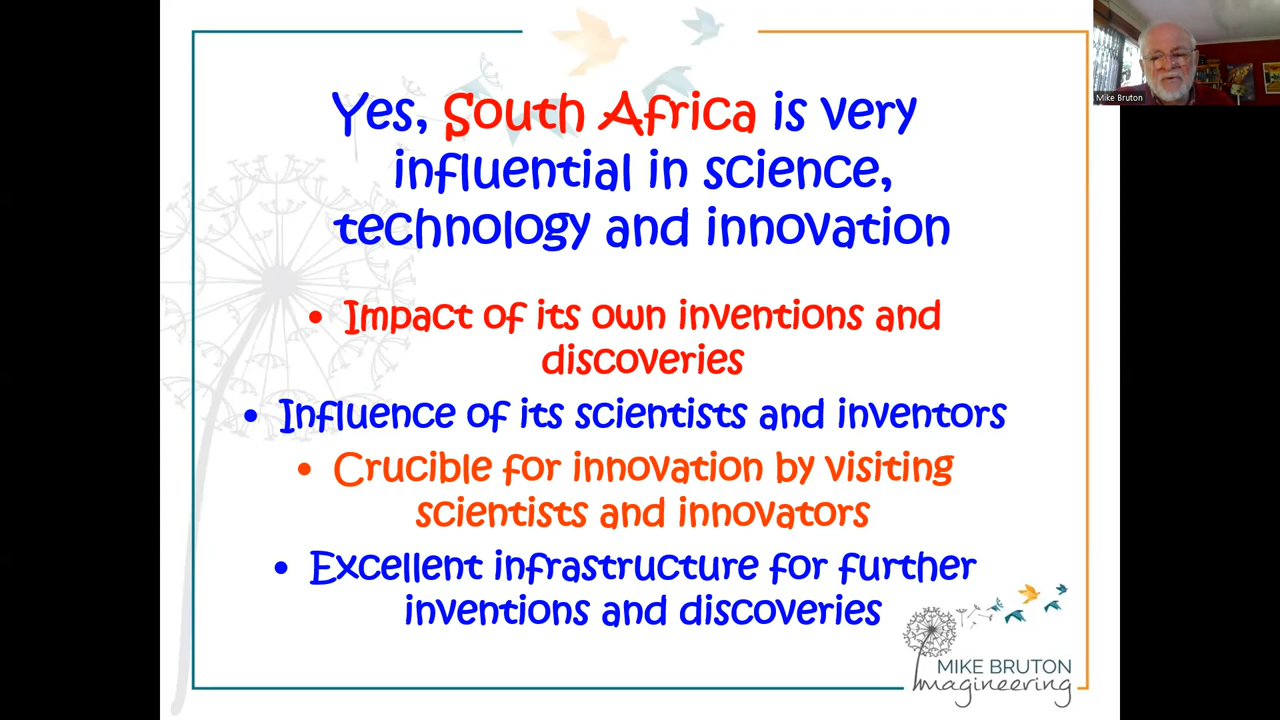 Yes, South Africa is very
influential in science,
technology and innovation
• Impact of its own inventions and
discoveries
• Influence of its scientists and inventors
• Crucible for innovation by visiting
scientists and innovators
• Excellent infrastructure for further
inventions and discoveries
MIKE BRUTON
Imagineering
Mike Bruton